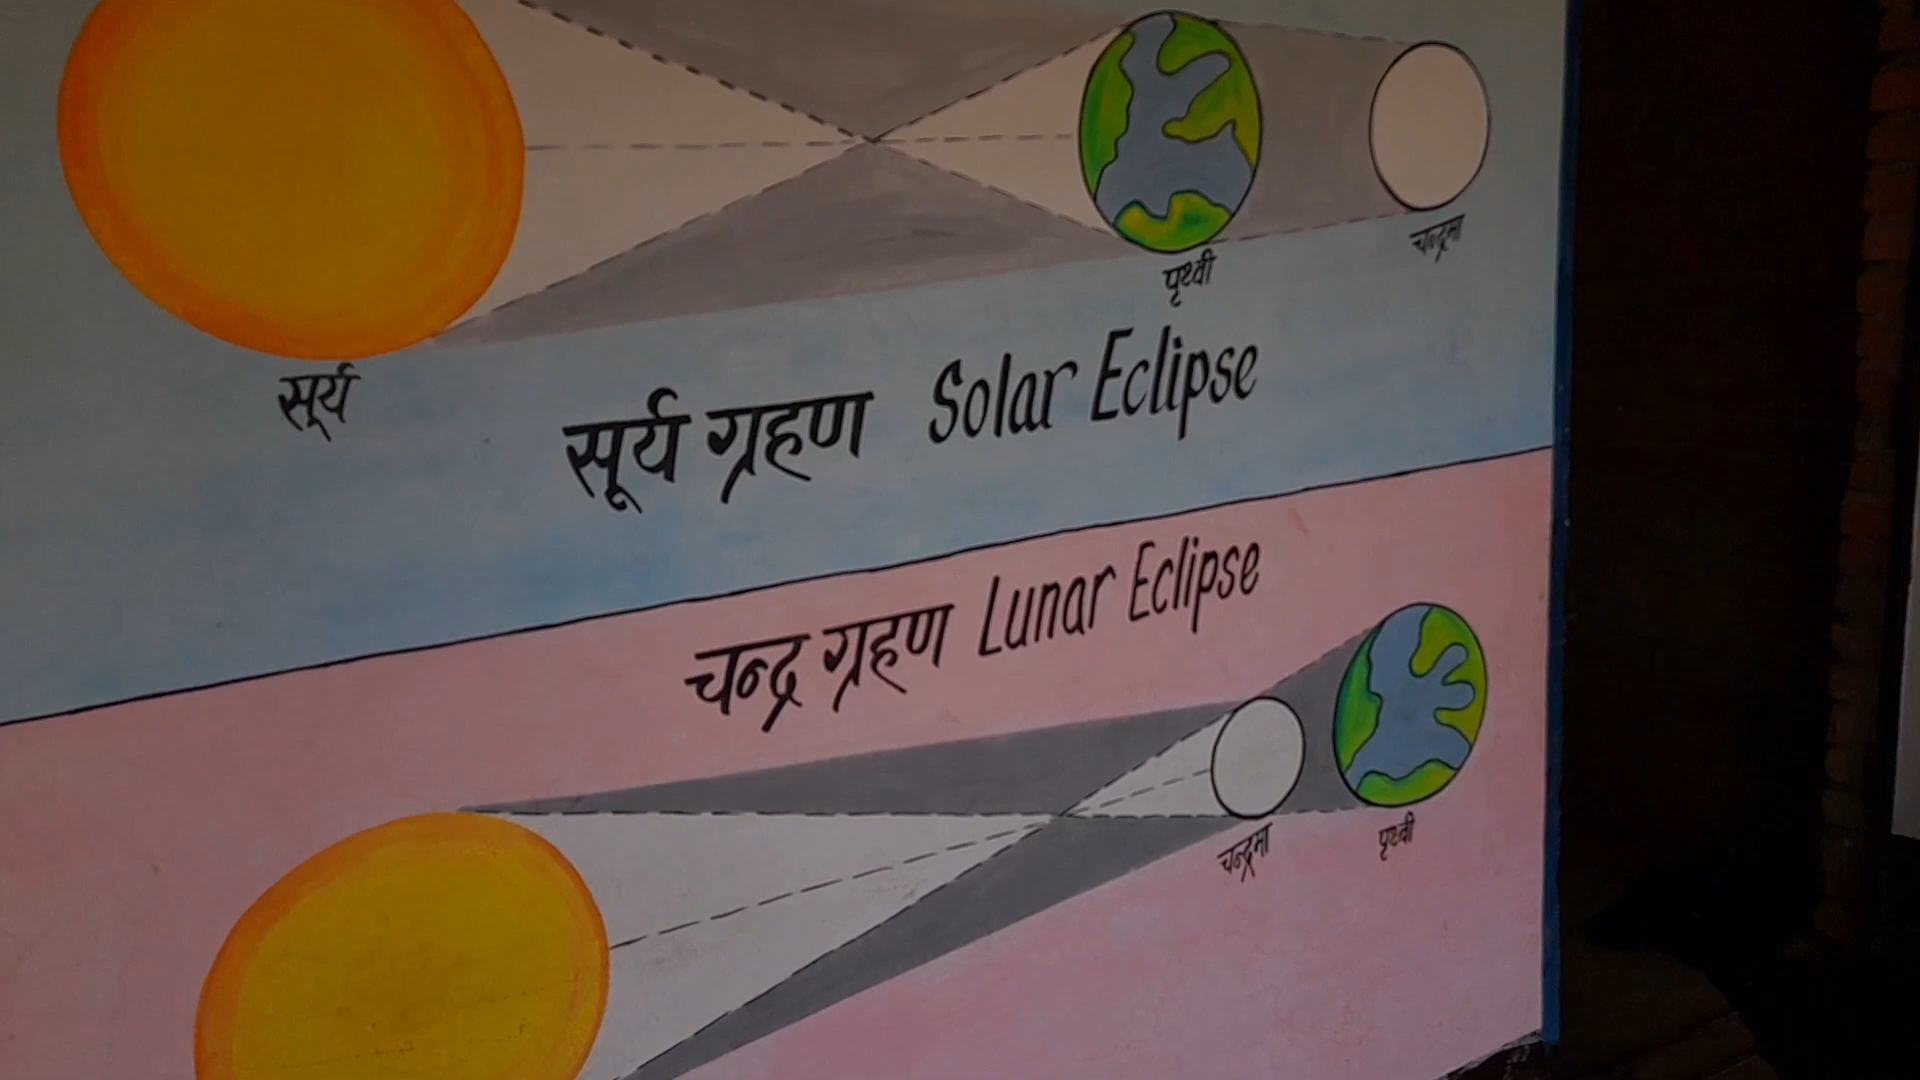 चन्द्रमा
पृथ्वी
सूर्य
सूर्य ग्रहण Solar Eclipse
चन्द्र ग्रहण Lunar Eclipse
चन्द्रमा
पृथ्वी